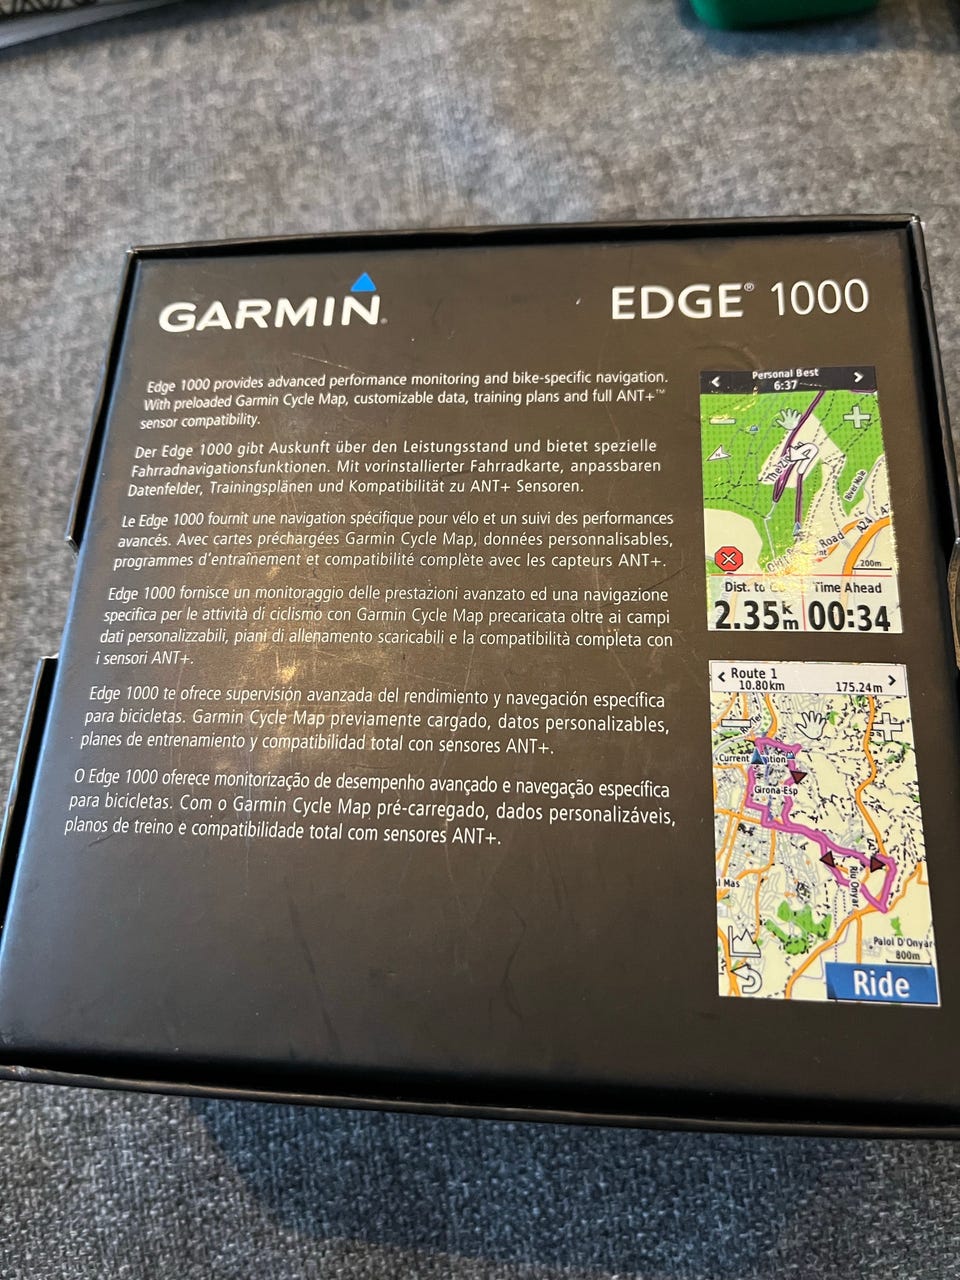 GARMIN
EDGE® 1000
Edge 1000 provides advanced performance monitoring and bike-specific navigation.
With preloaded Garmin Cycle Map, customizable data, training plans and full ANT+™
sensor compatibility.
Der Edge 1000 gibt Auskunft über den Leistungsstand und bietet spezielle
Fahrradnavigationsfunktionen. Mit vorinstallierter Fahrradkarte, anpassbaren
Datenfelder, Trainingsplänen und Kompatibilität zu ANT+ Sensoren.
Le Edge 1000 fournit une navigation spécifique pour vélo et un suivi des performances
avancés. Avec cartes préchargées Garmin Cycle Map, données personnalisables,
programmes d'entraînement et compatibilité complète avec les capteurs ANT+.
Edge 1000 fornisce un monitoraggio delle prestazioni avanzato ed una navigazione
specifica per le attività di ciclismo con Garmin Cycle Map precaricata oltre ai campi
dati personalizzabili, piani di allenamento scaricabili e la compatibilità completa con
i sensori ANT+.
Edge 1000 te ofrece supervisión avanzada del rendimiento y navegación específica
para bicicletas. Garmin Cycle Map previamente cargado, datos personalizables,
planes de entrenamiento y compatibilidad total con sensores ANT+.
O Edge 1000 oferece monitorização de desempenho avançado e navegação específica
para bicicletas. Com o Garmin Cycle Map pré-carregado, dados personalizáveis,
planos de treino e compatibilidade total com sensores ANT+.
Personal Best
6:37
Road
200m
Dist. to Time Ahead
2.35km 00:34
Route 1
10.80km 175.24m
Current
Girona-Esp
Riu Onyar
Mas
Palol D'Onyar
800m
Ride